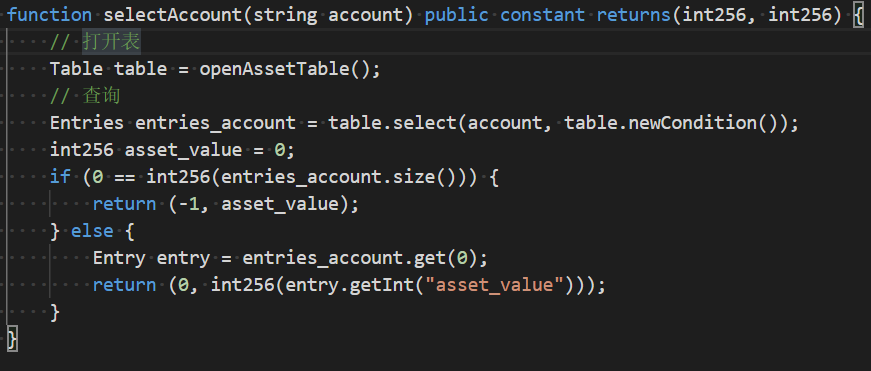 function selectAccount(string account) public constant returns(int256, int256) {
// 打开表
Table table = openAssetTable();
// 查询
Entries entries_account = table.select(account, table.newCondition());
int256 asset_value = 0;
if (0 == int256(entries_account.size())) {
return (-1, asset_value);
} else {
Entry entry = entries_account.get(0);
return (0, int256(entry.getInt("asset_value")));
}
}